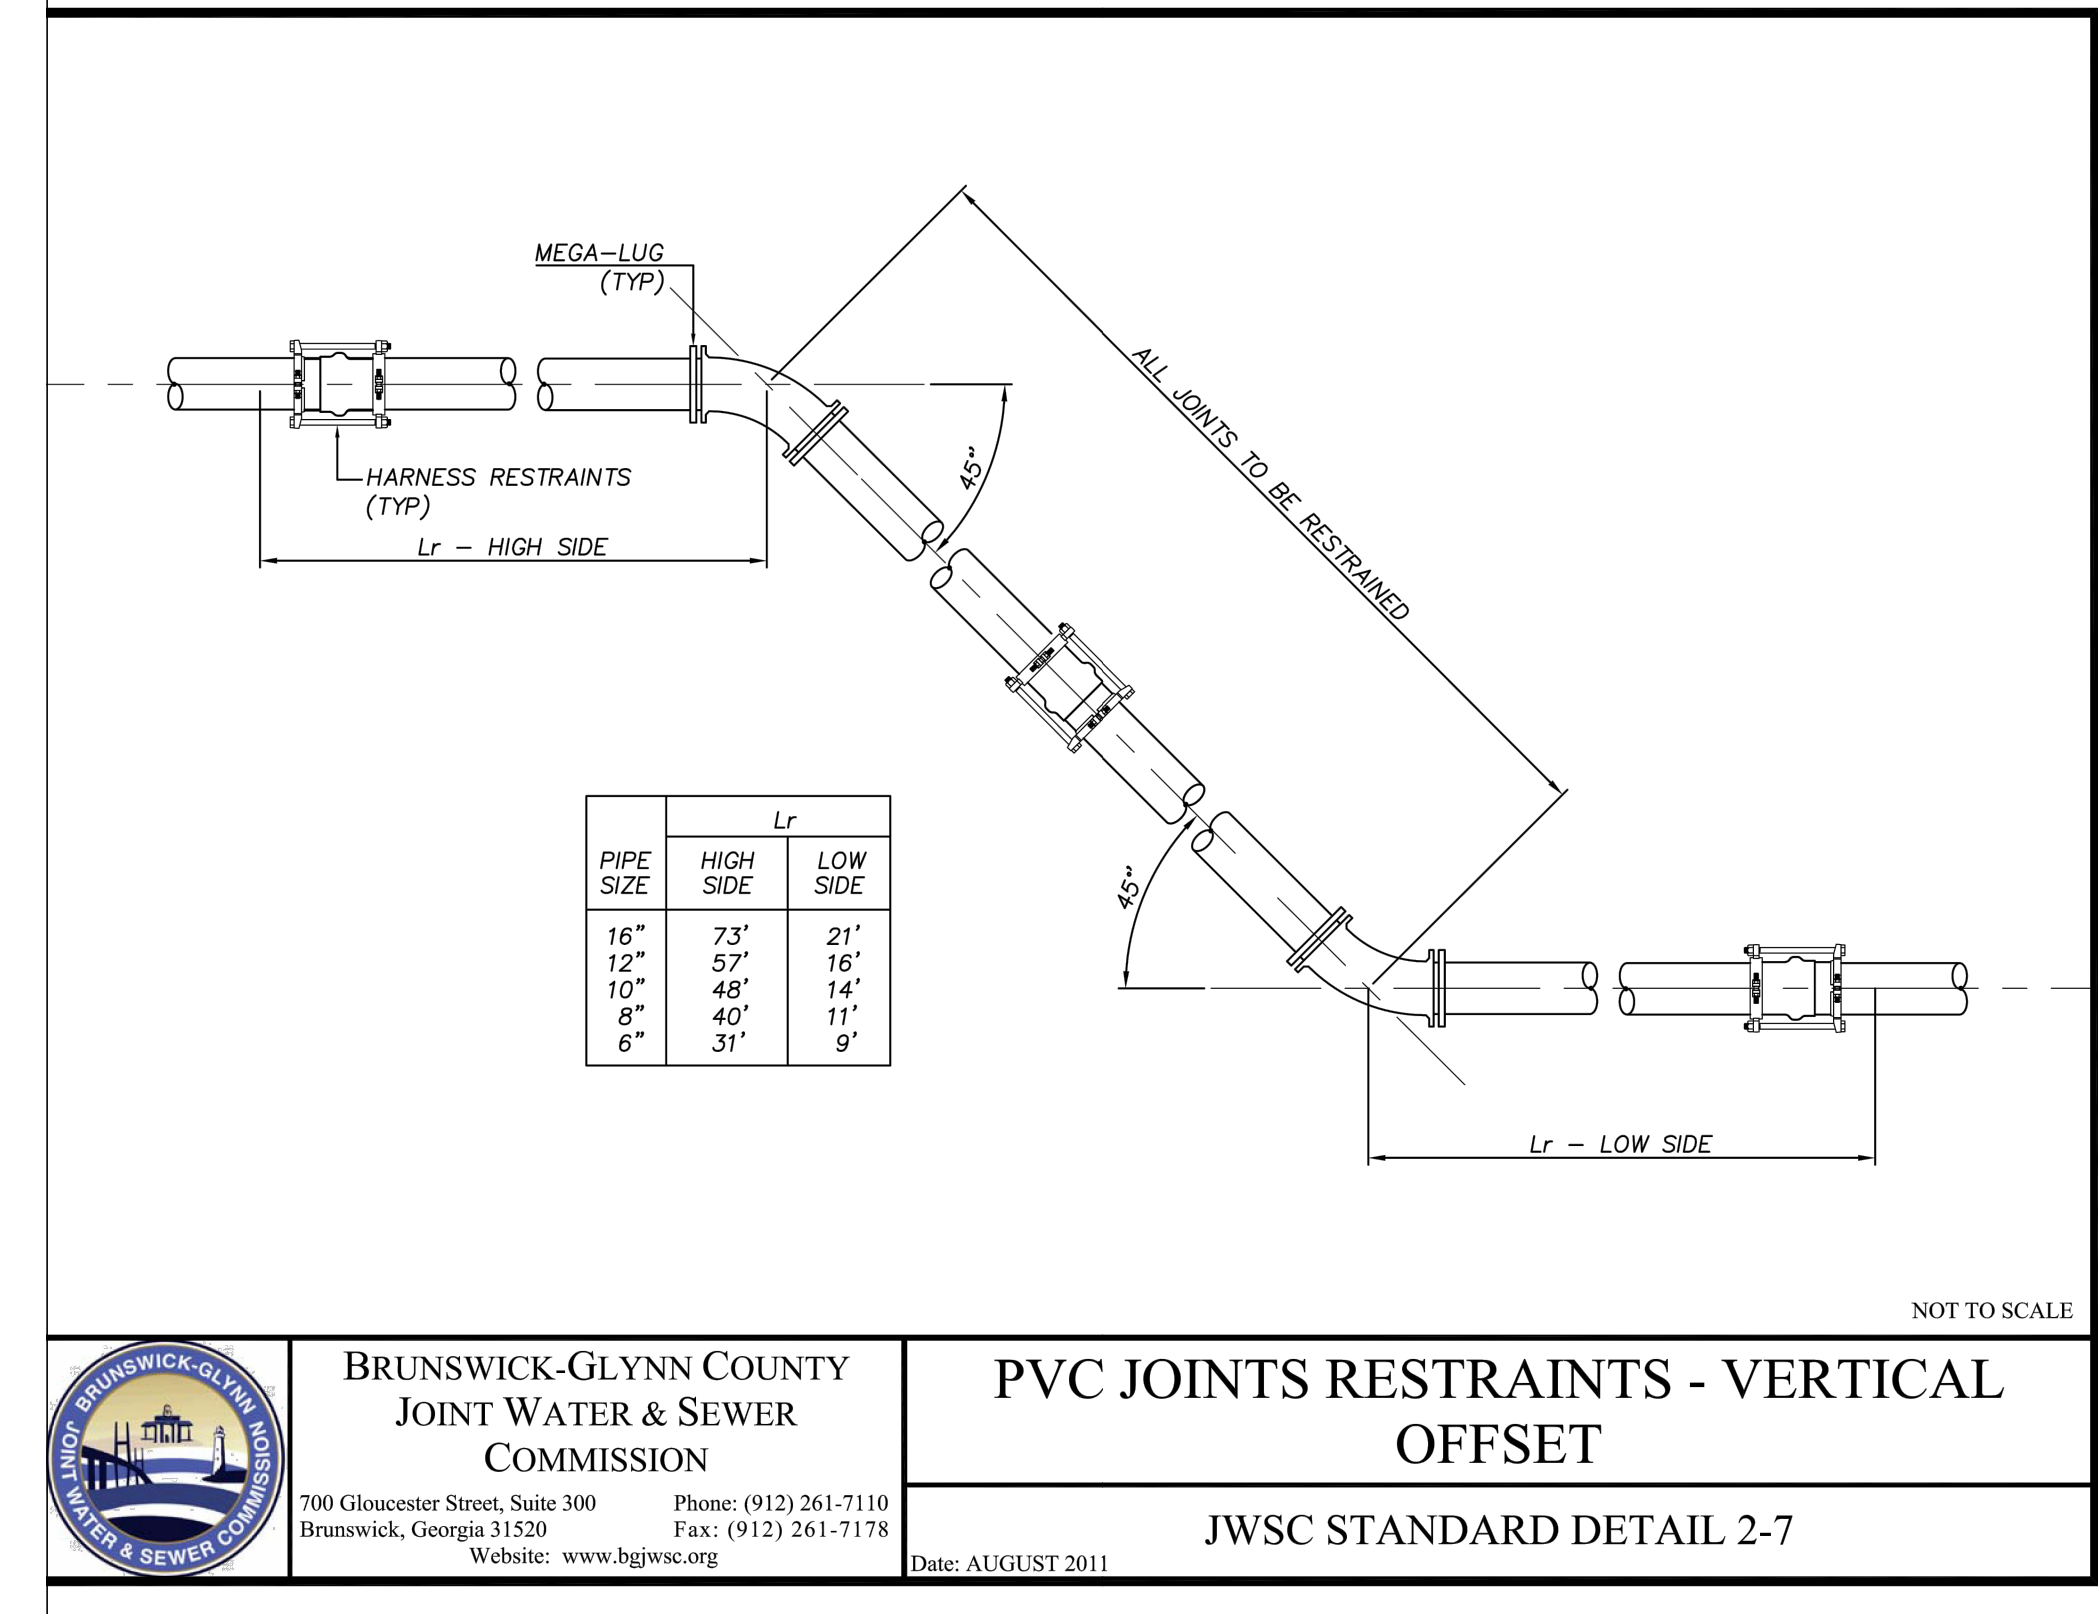 MEGA-LUG
(TYP)
HARNESS RESTRAINTS
(TYP)
Lr - HIGH SIDE
45°
ALL JOINTS TO BE RESTRAINED
45°
Lr - LOW SIDE
Lr
PIPE SIZE HIGH SIDE LOW SIDE
16" 73' 21'
12" 57' 16'
10" 48' 14'
8" 40' 11'
6" 31' 9'
NOT TO SCALE
BRUNSWICK-GLYNN COMMISSION
JOINT WATER & SEWER
BRUNSWICK-GLYNN COUNTY
JOINT WATER & SEWER
COMMISSION
700 Gloucester Street, Suite 300 Phone: (912) 261-7110
Brunswick, Georgia 31520 Fax: (912) 261-7178
Website: www.bgjwsc.org
PVC JOINTS RESTRAINTS - VERTICAL
OFFSET
JWSC STANDARD DETAIL 2-7
Date: AUGUST 2011